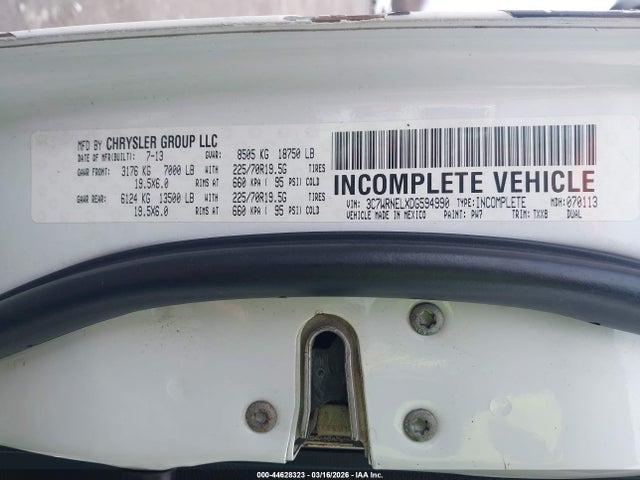 MFD BY CHRYSLER GROUP LLC
DATE OF MFR(BUILT): 7-13 GVWR: 8505 KG 18750 LB
GAWR FRONT: 3176 KG 7000 LB WITH 225/70R19.5G TIRES
19.5X6.0 RIMS AT 660 KPA ( 95 PSI) COLD
GAWR REAR: 6124 KG 13500 LB WITH 225/70R19.5G TIRES
19.5X6.0 RIMS AT 660 KPA ( 95 PSI) COLD
INCOMPLETE VEHICLE
VIN: 3C7WRNELXDG594990 TYPE: INCOMPLETE MDH: 070113
VEHICLE MADE IN MEXICO PAINT: PW7 TRIM: TXX8 DUAL
000-44628323 - 03/16/2026 - IAA Inc.